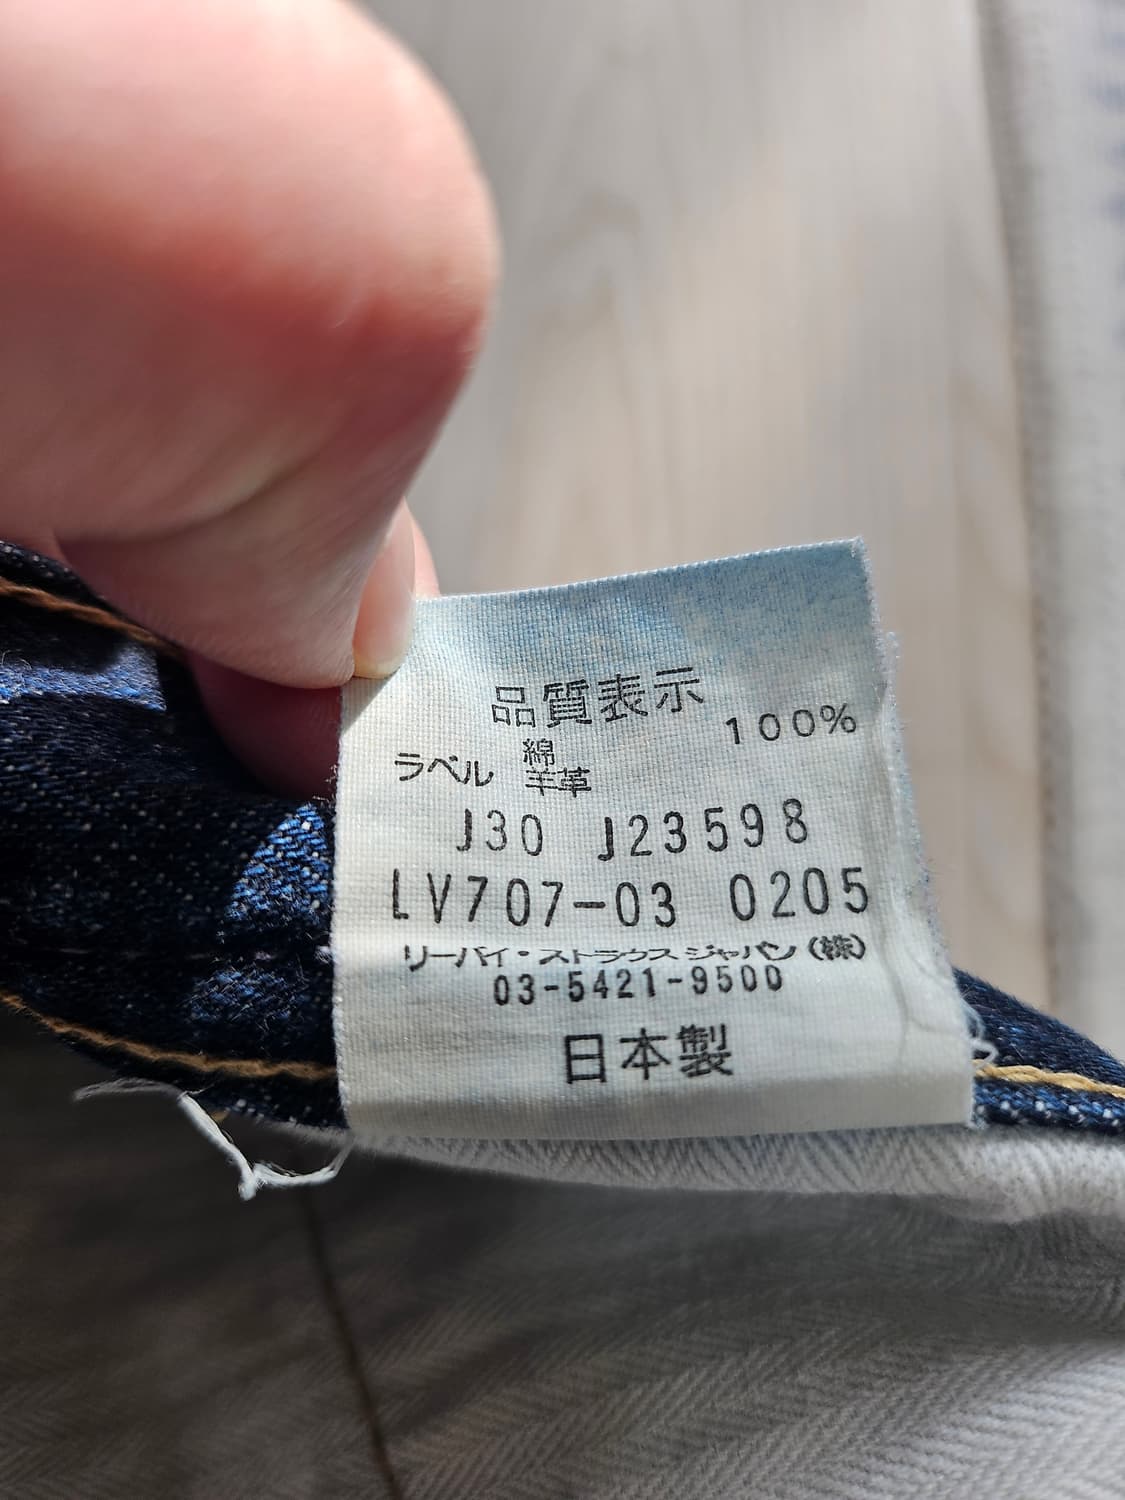 品質表示
綿 100%
ラベル 羊革
J30 J23598
LV707-03 0205
リーバイ・ストラウス ジャパン(株)
03-5421-9500
日本製